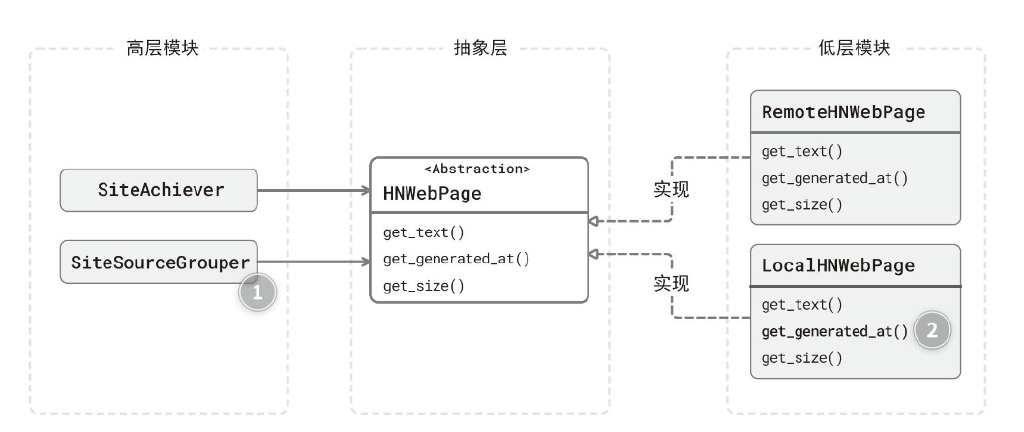 高层模块
SiteAchiever
SiteSourceGrouper
1
抽象层
<Abstraction>
HNWebPage
get_text()
get_generated_at()
get_size()
实现
实现
低层模块
RemoteHNWebPage
get_text()
get_generated_at()
get_size()
LocalHNWebPage
get_text()
get_generated_at()
2
get_size()